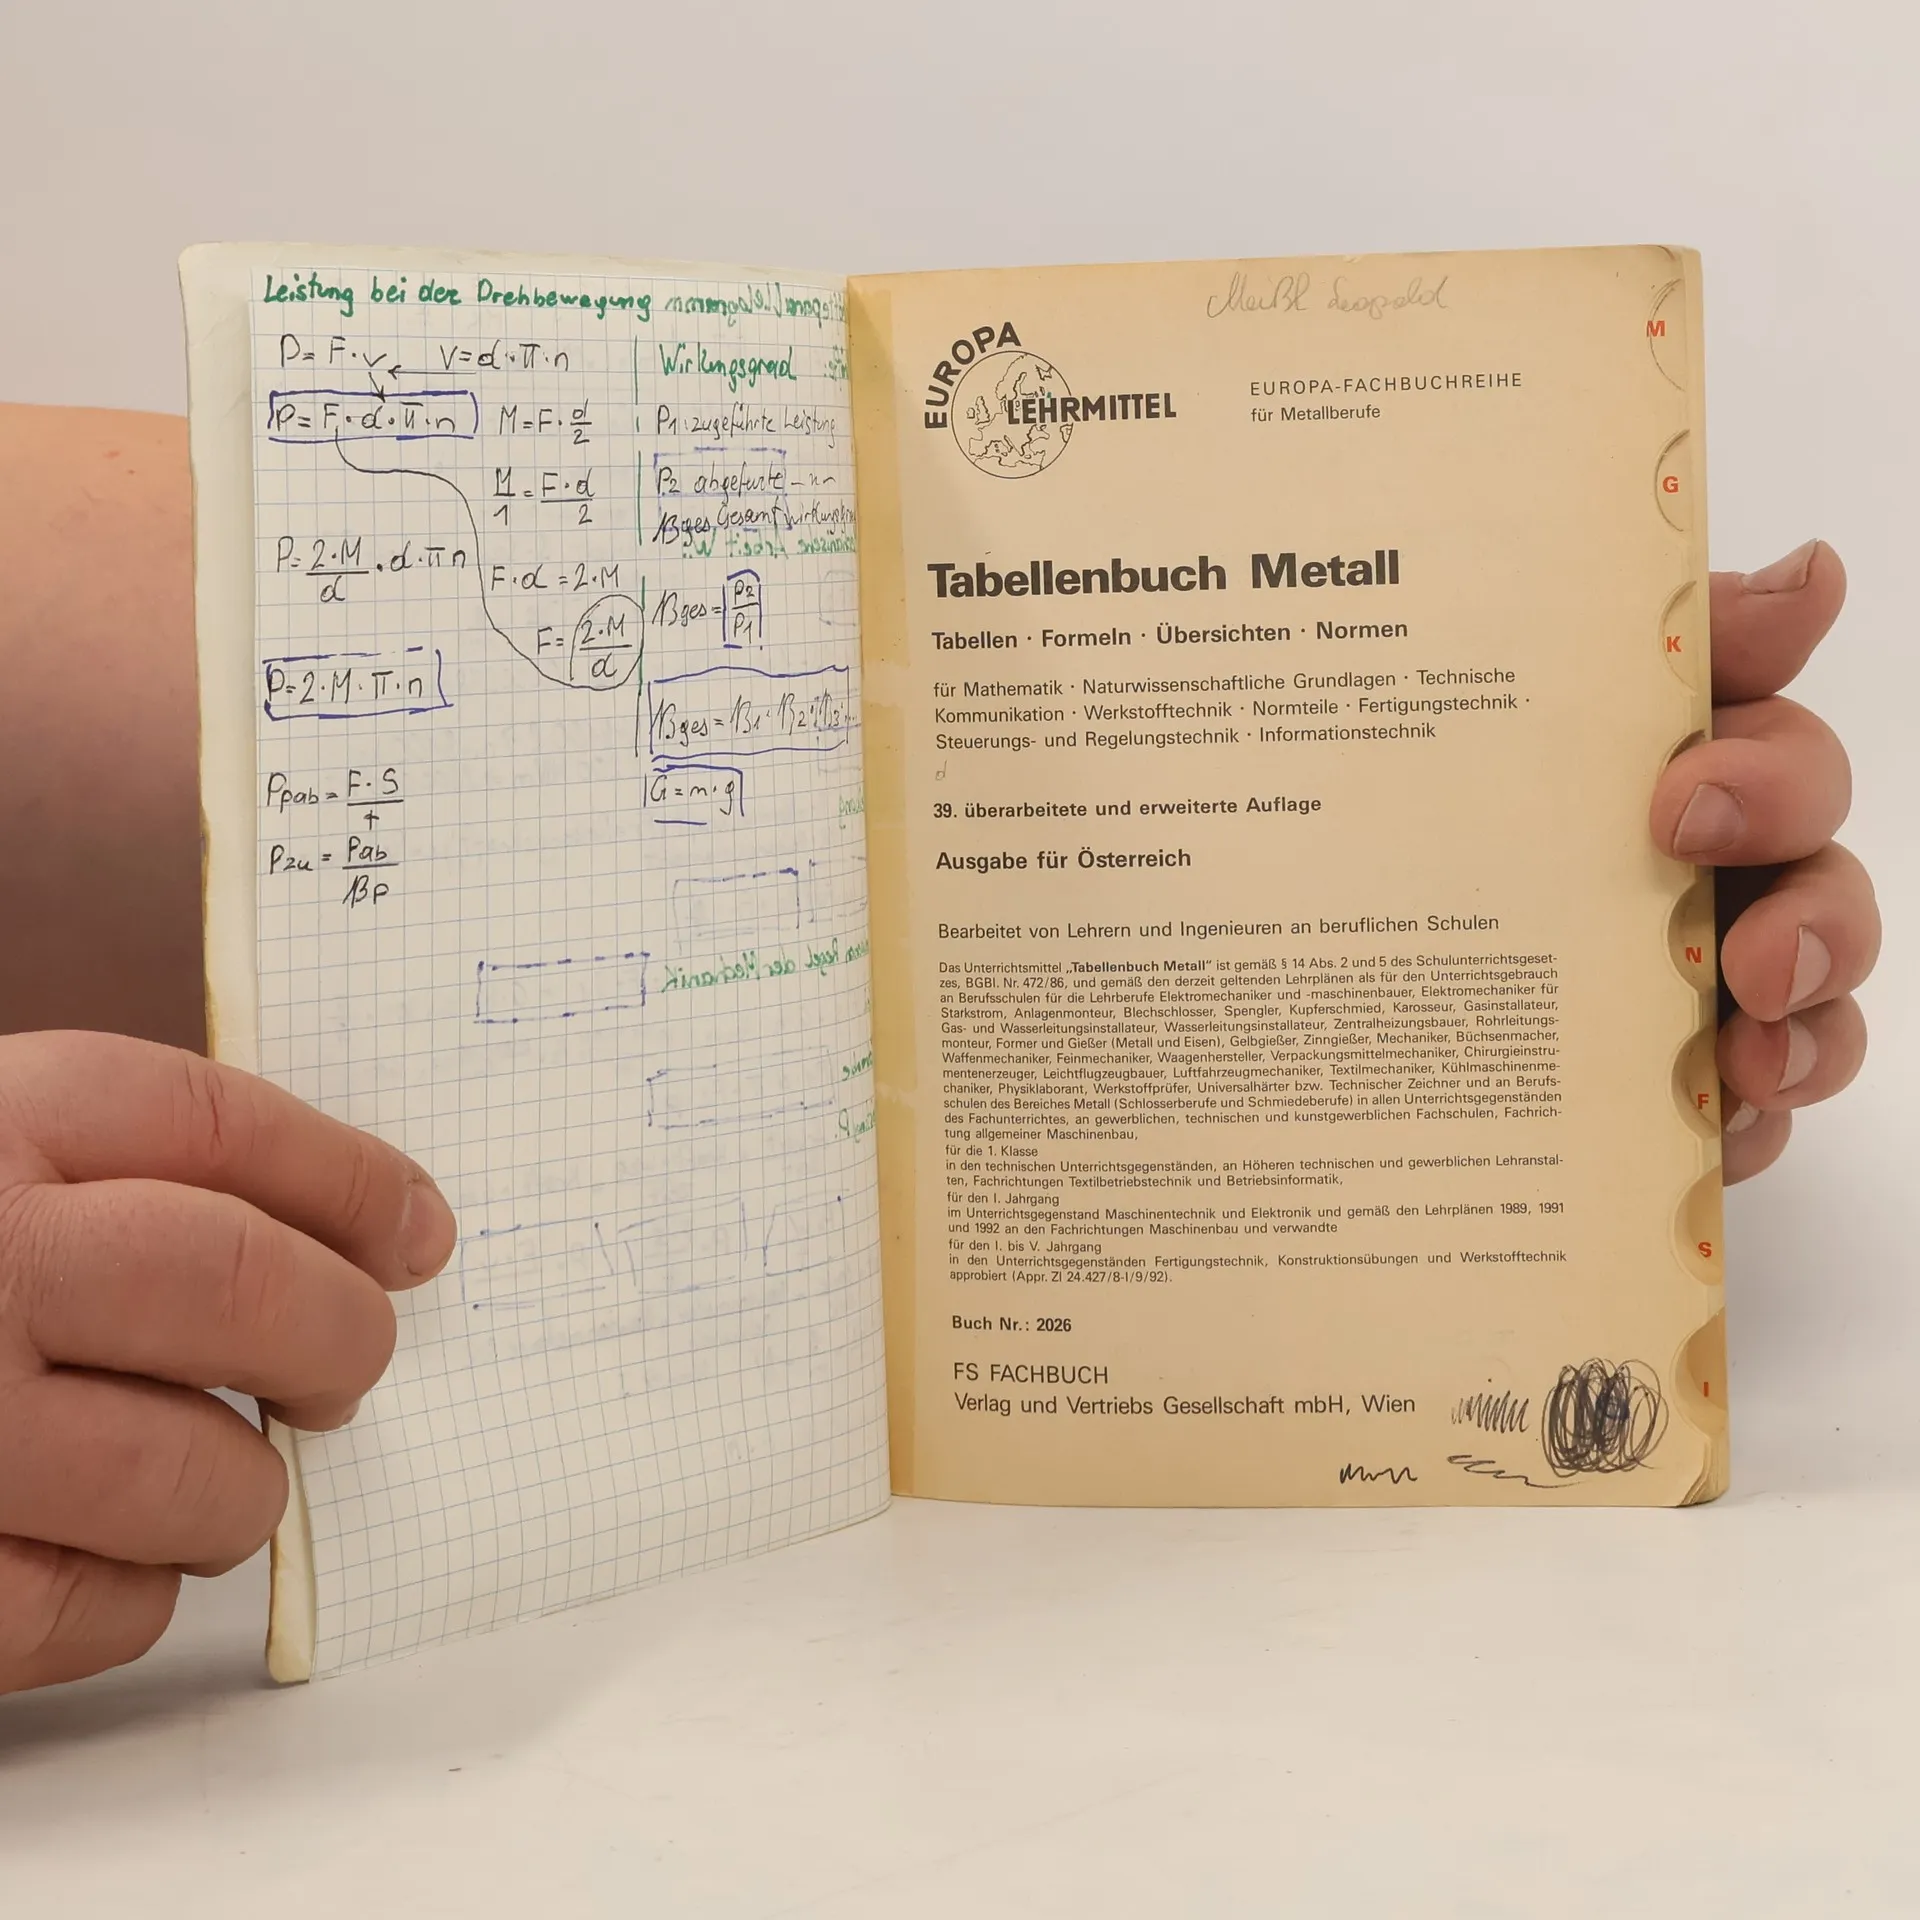 Leistung bei der Drehbewegung
P = F · v
v = d · π · n
P = F · d · π · n
M = F · d/2
M/1 = F · d/2
P = 2 · M/d · d · π n
F · d = 2 · M
F = 2 · M/d
P = 2 · M · π · n
Ppab = F · S/t
Pzu = Pab/ηp
Wirkungsgrad
P1: zugeführte Leistung
P2 abgeführte – " –
ηges Gesamtwirkungsgrad
ηges = P2/P1
ηges = η1 · η2 · η3 ...
G = m · g
Meißl Leopold
EUROPA
LEHRMITTEL
EUROPA-FACHBUCHREIHE
für Metallberufe
Tabellenbuch Metall
Tabellen · Formeln · Übersichten · Normen
für Mathematik · Naturwissenschaftliche Grundlagen · Technische
Kommunikation · Werkstofftechnik · Normteile · Fertigungstechnik ·
Steuerungs- und Regelungstechnik · Informationstechnik
d
39. überarbeitete und erweiterte Auflage
Ausgabe für Österreich
Bearbeitet von Lehrern und Ingenieuren an beruflichen Schulen
Das Unterrichtsmittel „Tabellenbuch Metall“ ist gemäß § 14 Abs. 2 und 5 des Schulunterrichtsgeset-
zes, BGBl. Nr. 472/86, und gemäß den derzeit geltenden Lehrplänen als für den Unterrichtsgebrauch
an Berufsschulen für die Lehrberufe Elektromechaniker und -maschinenbauer, Elektromechaniker für
Starkstrom, Anlagenmonteur, Blechschlosser, Spengler, Kupferschmied, Karosseur, Gasinstallateur,
Gas- und Wasserleitungsinstallateur, Wasserleitungsinstallateur, Zentralheizungsbauer, Rohrleitungs-
monteur, Former und Gießer (Metall und Eisen), Gelbgießer, Zinngießer, Mechaniker, Büchsenmacher,
Waffenmechaniker, Feinmechaniker, Waagenhersteller, Verpackungsmittelmechaniker, Chirurgieinstru-
mentenerzeuger, Leichtflugzeugbauer, Luftfahrzeugmechaniker, Textilmechaniker, Kühlmaschinenme-
chaniker, Physiklaborant, Werkstoffprüfer, Universalhärter bzw. Technischer Zeichner und an Berufs-
schulen des Bereiches Metall (Schlosserberufe und Schmiedeberufe) in allen Unterrichtsgegenständen
des Fachunterrichtes, an gewerblichen, technischen und kunstgewerblichen Fachschulen, Fachrich-
tung allgemeiner Maschinenbau,
für die 1. Klasse
in den technischen Unterrichtsgegenständen, an Höheren technischen und gewerblichen Lehranstal-
ten, Fachrichtungen Textilbetriebstechnik und Betriebsinformatik,
für den I. Jahrgang
im Unterrichtsgegenstand Maschinentechnik und Elektronik und gemäß den Lehrplänen 1989, 1991
und 1992 an den Fachrichtungen Maschinenbau und verwandte
für den I. bis V. Jahrgang
in den Unterrichtsgegenständen Fertigungstechnik, Konstruktionsübungen und Werkstofftechnik
approbiert (Appr. Zl 24.427/8-I/9/92).
Buch Nr.: 2026
FS FACHBUCH
Verlag und Vertriebs Gesellschaft mbH, Wien
M
G
K
N
F
S
I